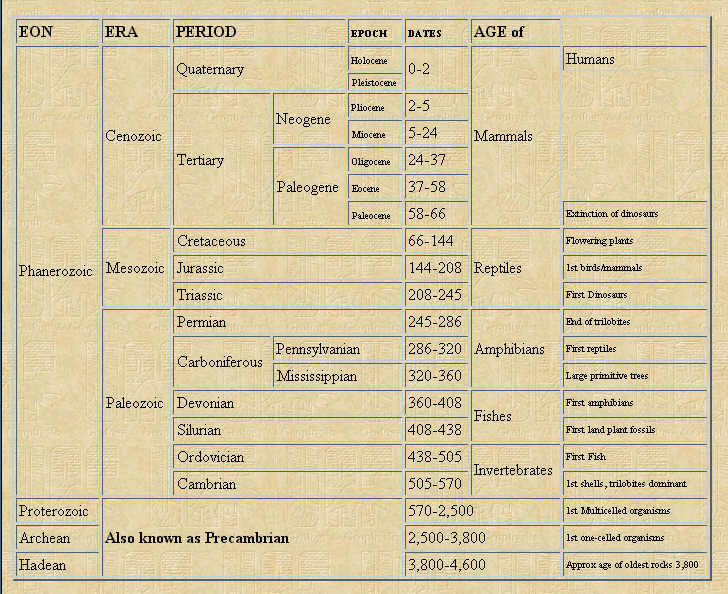 EON ERA PERIOD EPOCH DATES AGE of
Phanerozoic Cenozoic Quaternary Holocene 0-2 Mammals Humans
Pleistocene
Tertiary Neogene Pliocene 2-5
Miocene 5-24
Paleogene Oligocene 24-37
Eocene 37-58
Paleocene 58-66 Extinction of dinosaurs
Mesozoic Cretaceous 66-144 Reptiles Flowering plants
Jurassic 144-208 1st birds/mammals
Triassic 208-245 First Dinosaurs
Paleozoic Permian 245-286 Amphibians End of trilobites
Carboniferous Pennsylvanian 286-320 First reptiles
Mississippian 320-360 Large primitive trees
Devonian 360-408 Fishes First amphibians
Silurian 408-438 First land plant fossils
Ordovician 438-505 Invertebrates First Fish
Cambrian 505-570 1st shells, trilobites dominant
Proterozoic Also known as Precambrian 570-2,500 1st Multicelled organisms
Archean 2,500-3,800 1st one-celled organisms
Hadean 3,800-4,600 Approx age of oldest rocks 3,800